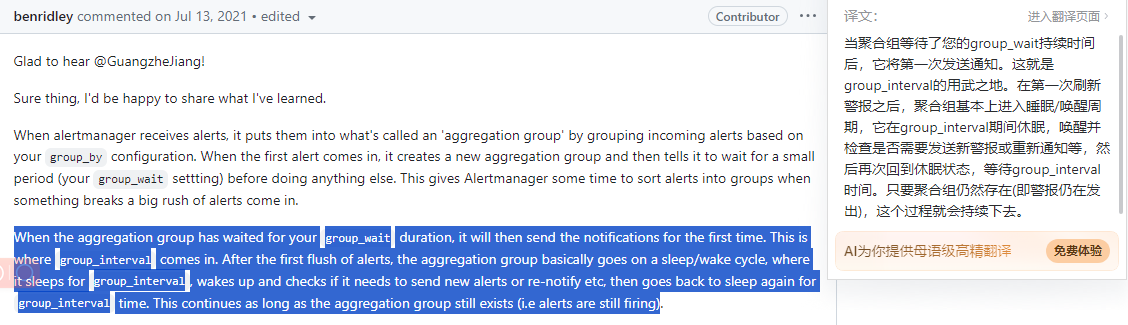 benridley commented on Jul 13, 2021 • edited
Contributor
Glad to hear @GuangzheJiang!
Sure thing, I'd be happy to share what I've learned.
When alertmanager receives alerts, it puts them into what's called an 'aggregation group' by grouping incoming alerts based on
your group_by configuration. When the first alert comes in, it creates a new aggregation group and then tells it to wait for a small
period (your group_wait settting) before doing anything else. This gives Alertmanager some time to sort alerts into groups when
something breaks a big rush of alerts come in.
When the aggregation group has waited for your group_wait duration, it will then send the notifications for the first time. This is
where group_interval comes in. After the first flush of alerts, the aggregation group basically goes on a sleep/wake cycle, where
it sleeps for group_interval, wakes up and checks if it needs to send new alerts or re-notify etc, then goes back to sleep again for
group_interval time. This continues as long as the aggregation group still exists (i.e alerts are still firing).
译文:
进入翻译页面
当聚合组等待了您的group_wait持续时间
后，它将第一次发送通知。这就是
group_interval的用武之地。在第一次刷新
警报之后，聚合组基本上进入睡眠/唤醒周
期，它在group_interval期间休眠，唤醒并
检查是否需要发送新警报或重新通知等，然
后再次回到休眠状态，等待group_interval
时间。只要聚合组仍然存在(即警报仍在发
出)，这个过程就会持续下去。
AI为你提供母语级高精翻译
免费体验